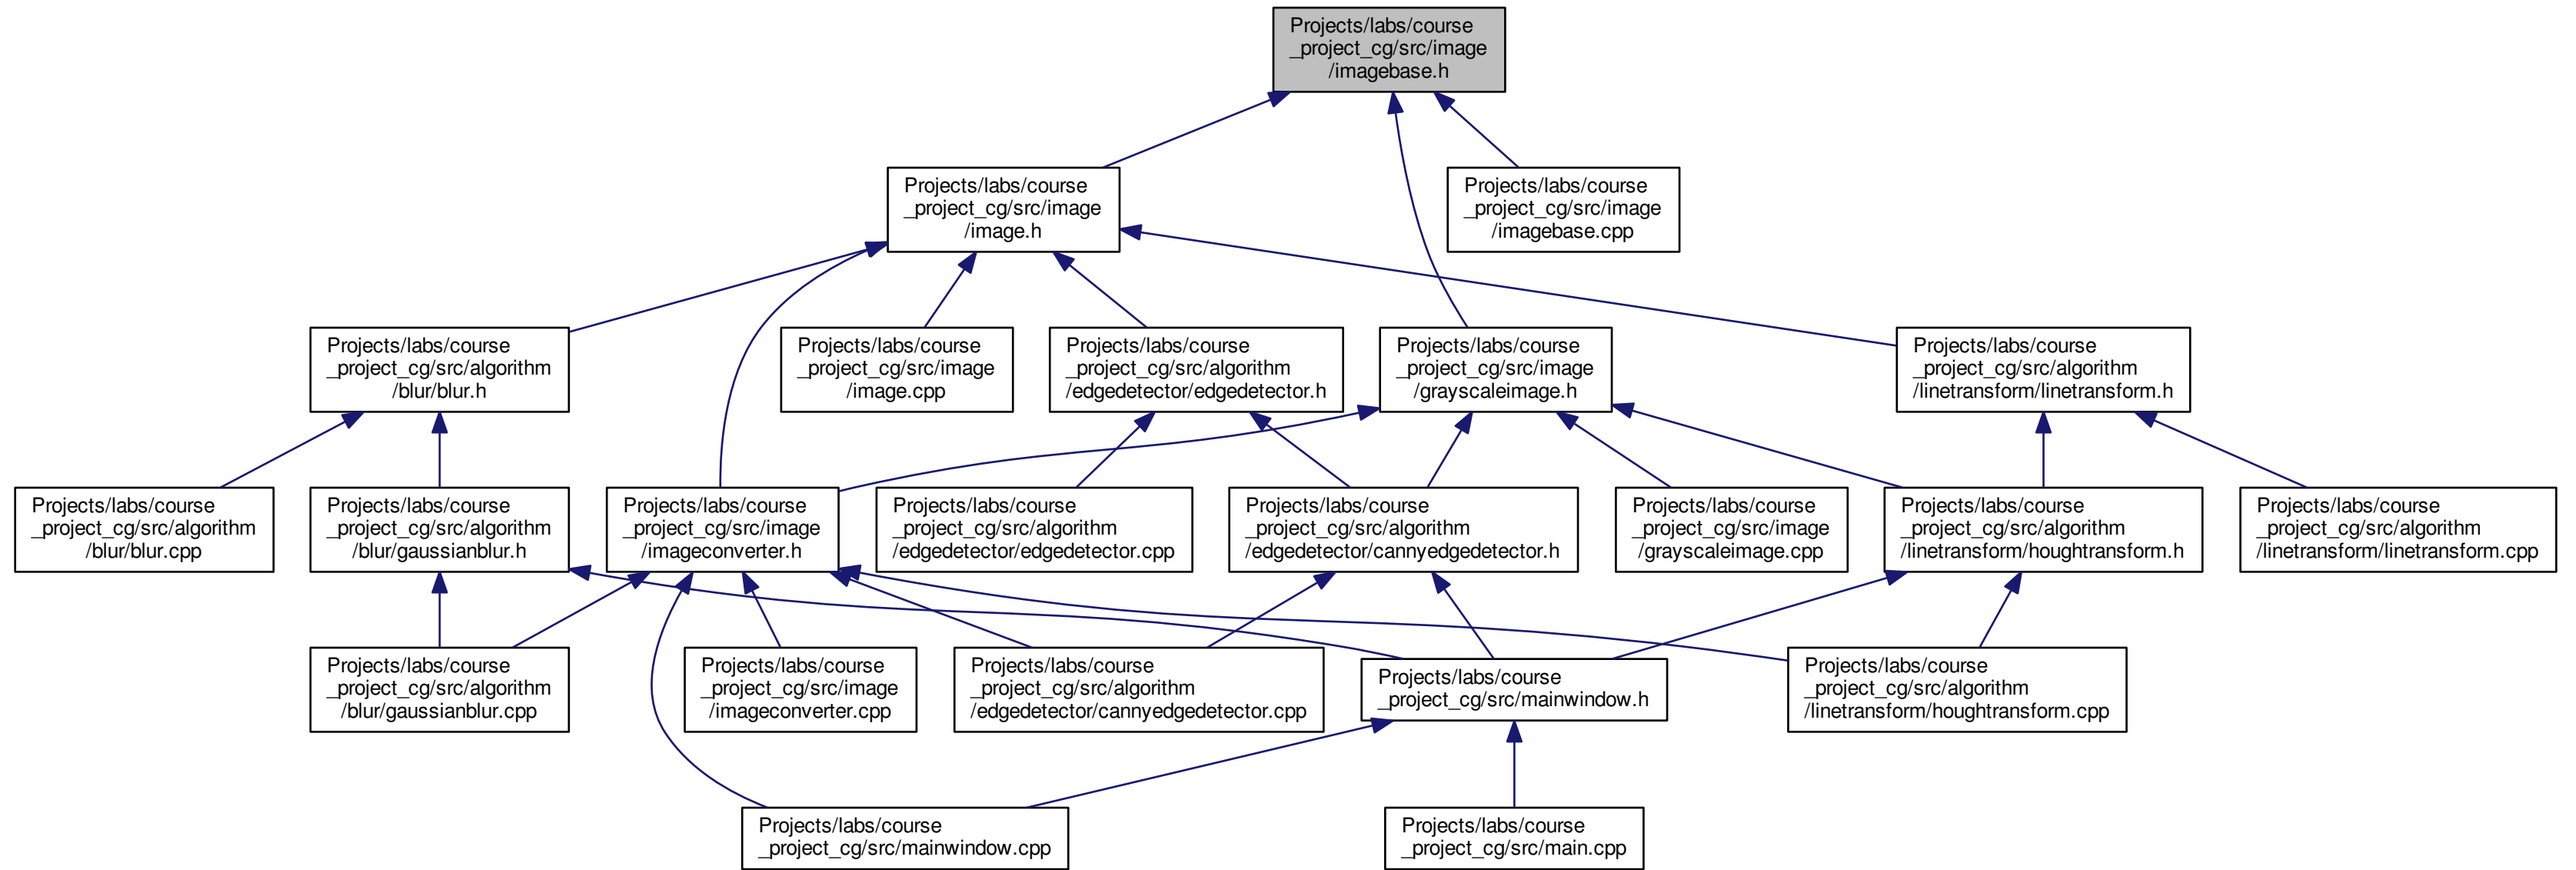 Projects/labs/course
_project_cg/src/image
/imagebase.h
Projects/labs/course
_project_cg/src/image
/image.h
Projects/labs/course
_project_cg/src/image
/imagebase.cpp
Projects/labs/course
_project_cg/src/algorithm
/blur/blur.h
Projects/labs/course
_project_cg/src/image
/image.cpp
Projects/labs/course
_project_cg/src/algorithm
/edgedetector/edgedetector.h
Projects/labs/course
_project_cg/src/image
/grayscaleimage.h
Projects/labs/course
_project_cg/src/algorithm
/linetransform/linetransform.h
Projects/labs/course
_project_cg/src/algorithm
/blur/blur.cpp
Projects/labs/course
_project_cg/src/algorithm
/blur/gaussianblur.h
Projects/labs/course
_project_cg/src/image
/imageconverter.h
Projects/labs/course
_project_cg/src/algorithm
/edgedetector/edgedetector.cpp
Projects/labs/course
_project_cg/src/algorithm
/edgedetector/cannyedgedetector.h
Projects/labs/course
_project_cg/src/image
/grayscaleimage.cpp
Projects/labs/course
_project_cg/src/algorithm
/linetransform/houghtransform.h
Projects/labs/course
_project_cg/src/algorithm
/linetransform/linetransform.cpp
Projects/labs/course
_project_cg/src/algorithm
/blur/gaussianblur.cpp
Projects/labs/course
_project_cg/src/image
/imageconverter.cpp
Projects/labs/course
_project_cg/src/algorithm
/edgedetector/cannyedgedetector.cpp
Projects/labs/course
_project_cg/src/mainwindow.h
Projects/labs/course
_project_cg/src/algorithm
/linetransform/houghtransform.cpp
Projects/labs/course
_project_cg/src/mainwindow.cpp
Projects/labs/course
_project_cg/src/main.cpp